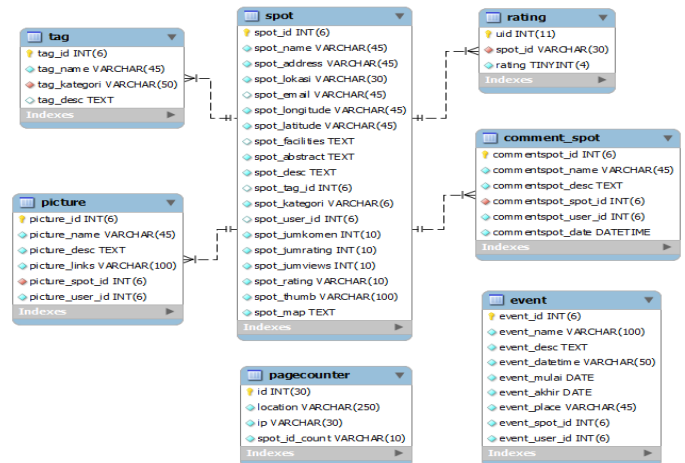 tag
tag_id INT(6)
tag_name VARCHAR(45)
tag_kategori VARCHAR(50)
tag_desc TEXT
Indexes
picture
picture_id INT(6)
picture_name VARCHAR(45)
picture_desc TEXT
picture_links VARCHAR(100)
picture_spot_id INT(6)
picture_user_id INT(6)
Indexes
spot
spot_id INT(6)
spot_name VARCHAR(45)
spot_address VARCHAR(45)
spot_lokasi VARCHAR(30)
spot_email VARCHAR(45)
spot_longitude VARCHAR(45)
spot_latitude VARCHAR(45)
spot_facilities TEXT
spot_abstract TEXT
spot_desc TEXT
spot_tag_id INT(6)
spot_kategori VARCHAR(6)
spot_user_id INT(6)
spot_jumkomen INT(10)
spot_jumrating INT(10)
spot_jumviews INT(10)
spot_rating VARCHAR(10)
spot_thumb VARCHAR(100)
spot_map TEXT
Indexes
pagecounter
id INT(30)
location VARCHAR(250)
ip VARCHAR(30)
spot_id_count VARCHAR(10)
Indexes
rating
uid INT(11)
spot_id VARCHAR(30)
rating TINYINT(4)
Indexes
comment_spot
commentspot_id INT(6)
commentspot_name VARCHAR(45)
commentspot_desc TEXT
commentspot_spot_id INT(6)
commentspot_user_id INT(6)
commentspot_date DATETIME
Indexes
event
event_id INT(6)
event_name VARCHAR(100)
event_desc TEXT
event_datetime VARCHAR(50)
event_mulai DATE
event_akhir DATE
event_place VARCHAR(45)
event_spot_id INT(6)
event_user_id INT(6)
Indexes